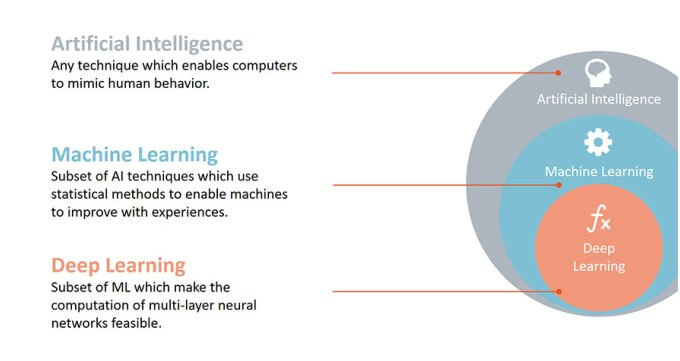 Artificial Intelligence
Any technique which enables computers
to mimic human behavior.
Machine Learning
Subset of AI techniques which use
statistical methods to enable machines
to improve with experiences.
Deep Learning
Subset of ML which make the
computation of multi-layer neural
networks feasible.
Artificial Intelligence
Machine Learning
fx
Deep
Learning